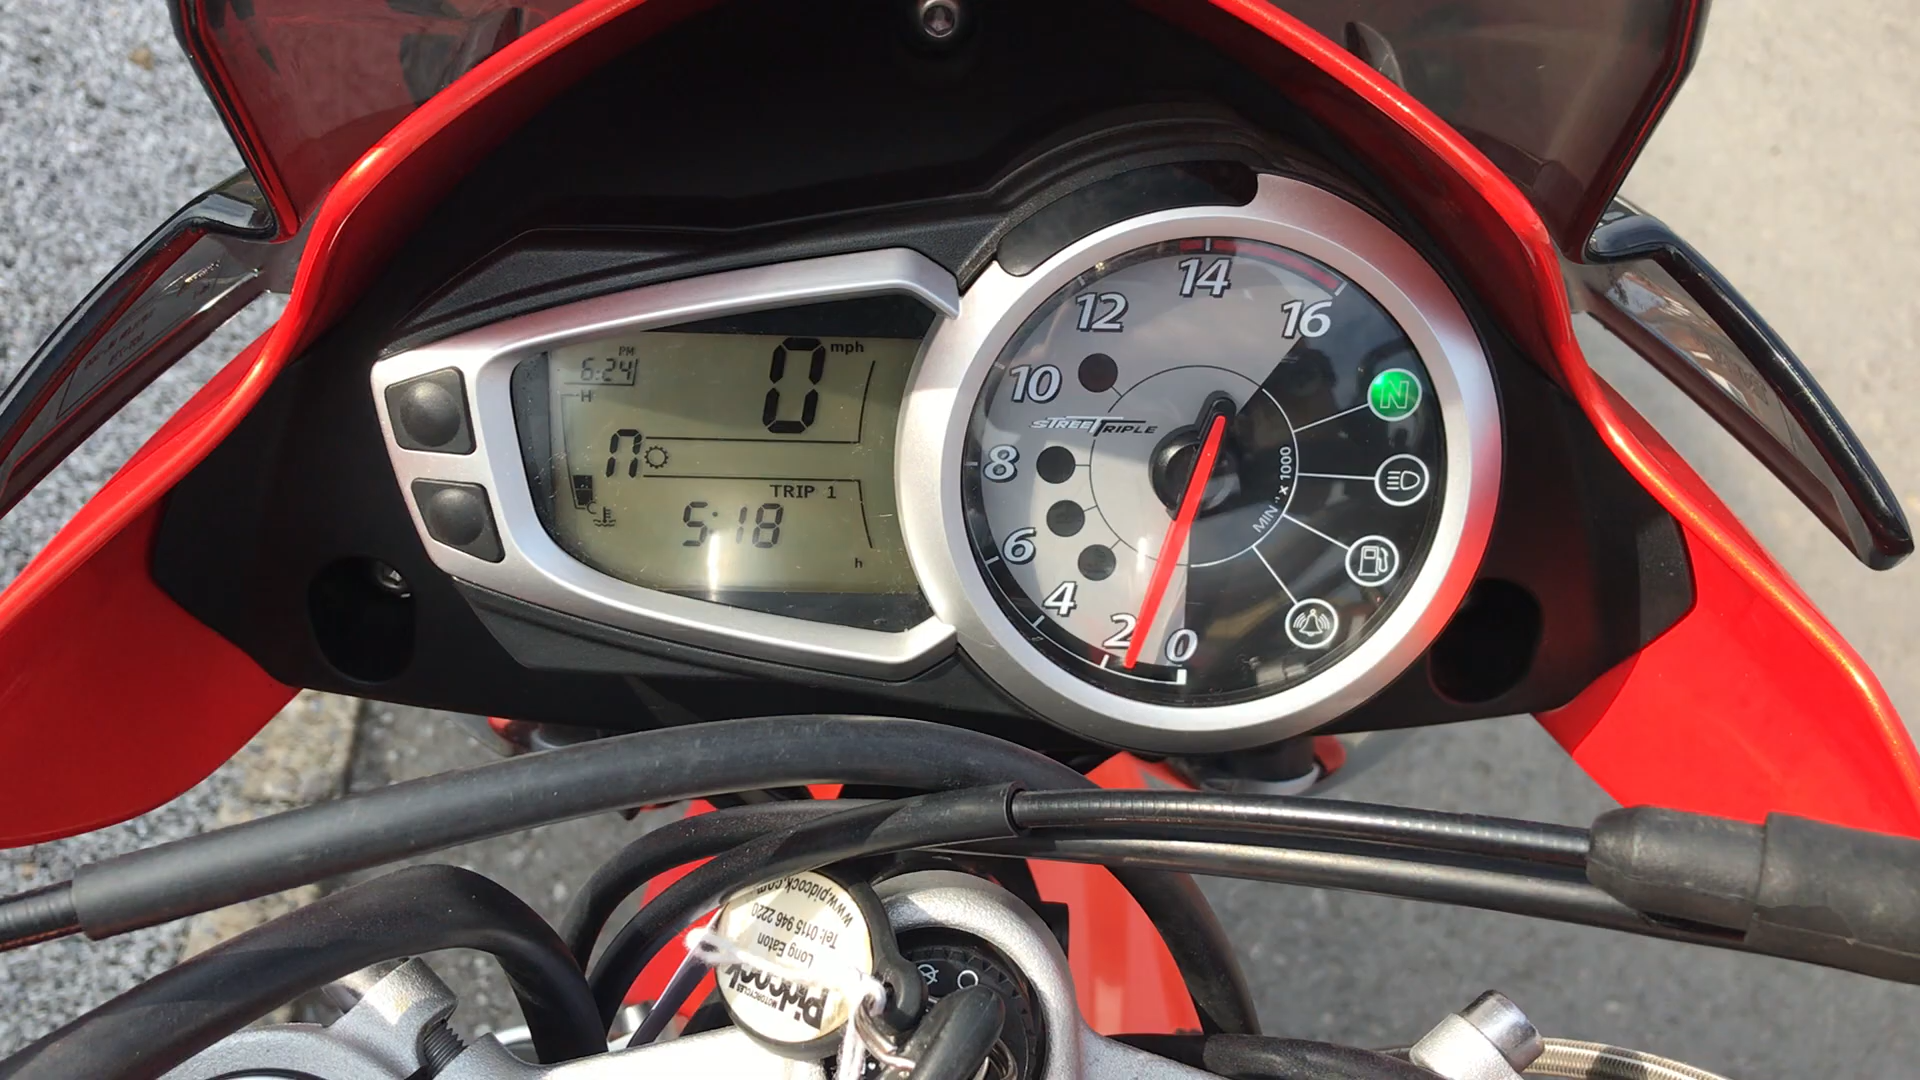 PM
6:24
0 mph
H
n
C
TRIP 1
5:18
h
14
12
16
10
STREET TRIPLE
N
8
MIN⁻¹ x 1000
6
4
2
0
Pidcock
MOTORCYCLES
Long Eaton
Tel: 0115 946 2220
www.pidcock.com